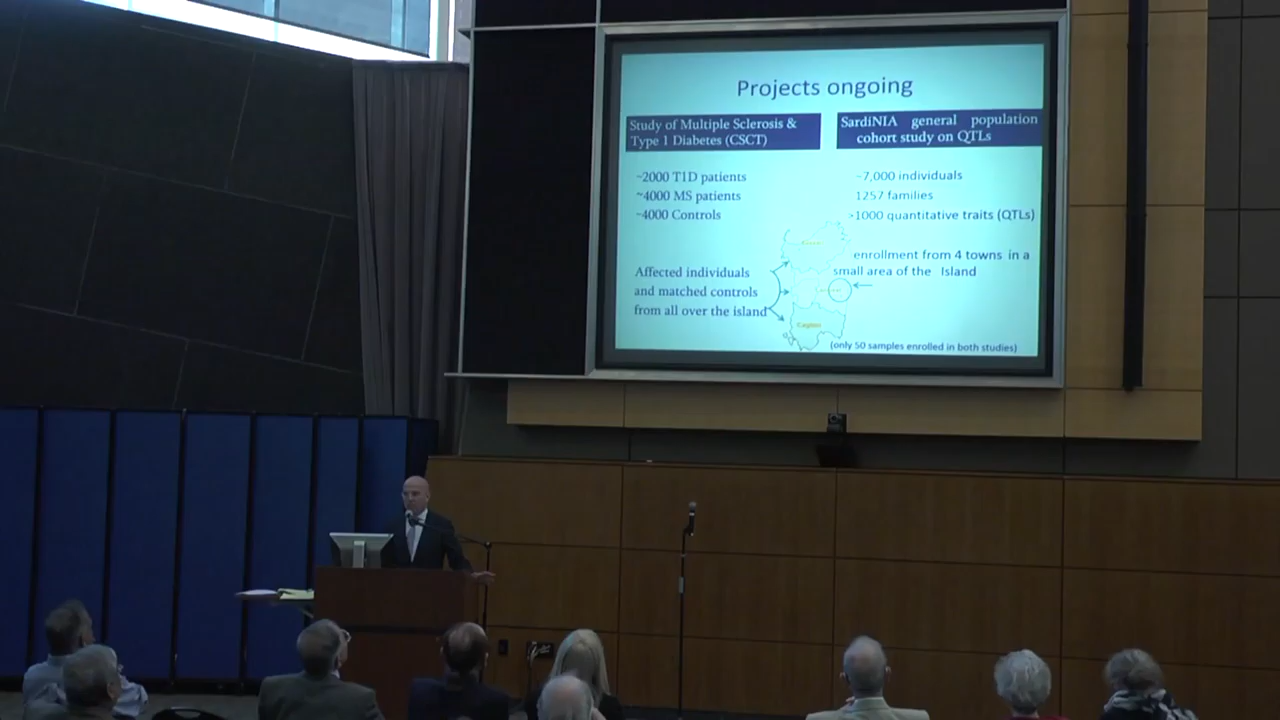 Projects ongoing
Study of Multiple Sclerosis &
Type 1 Diabetes (CSCT)
~2000 T1D patients
~4000 MS patients
~4000 Controls
Affected individuals
and matched controls
from all over the island
SardiNIA general population
cohort study on QTLs
~7,000 individuals
1257 families
>1000 quantitative traits (QTLs)
enrollment from 4 towns in a
small area of the Island
Cagliari
(only 50 samples enrolled in both studies)